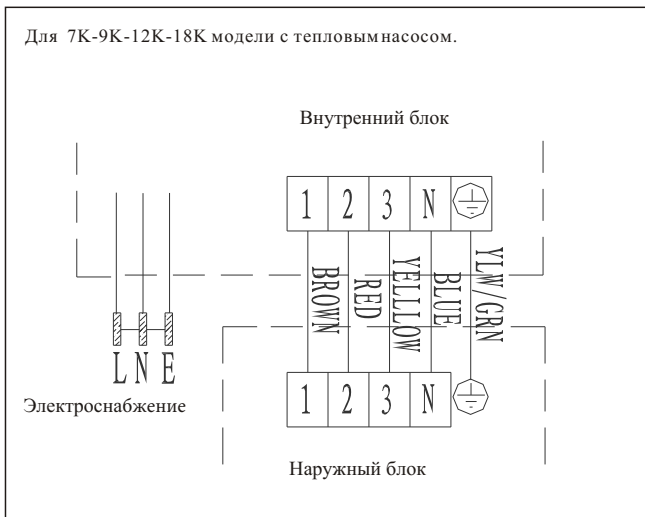 Для 7K-9K-12K-18K модели с тепловым насосом.
Внутренний блок
1 2 3 N
BROWN
RED
YELLLOW
BLUE
YLW/GRN
L N E
Электроснабжение
1 2 3 N
Наружный блок